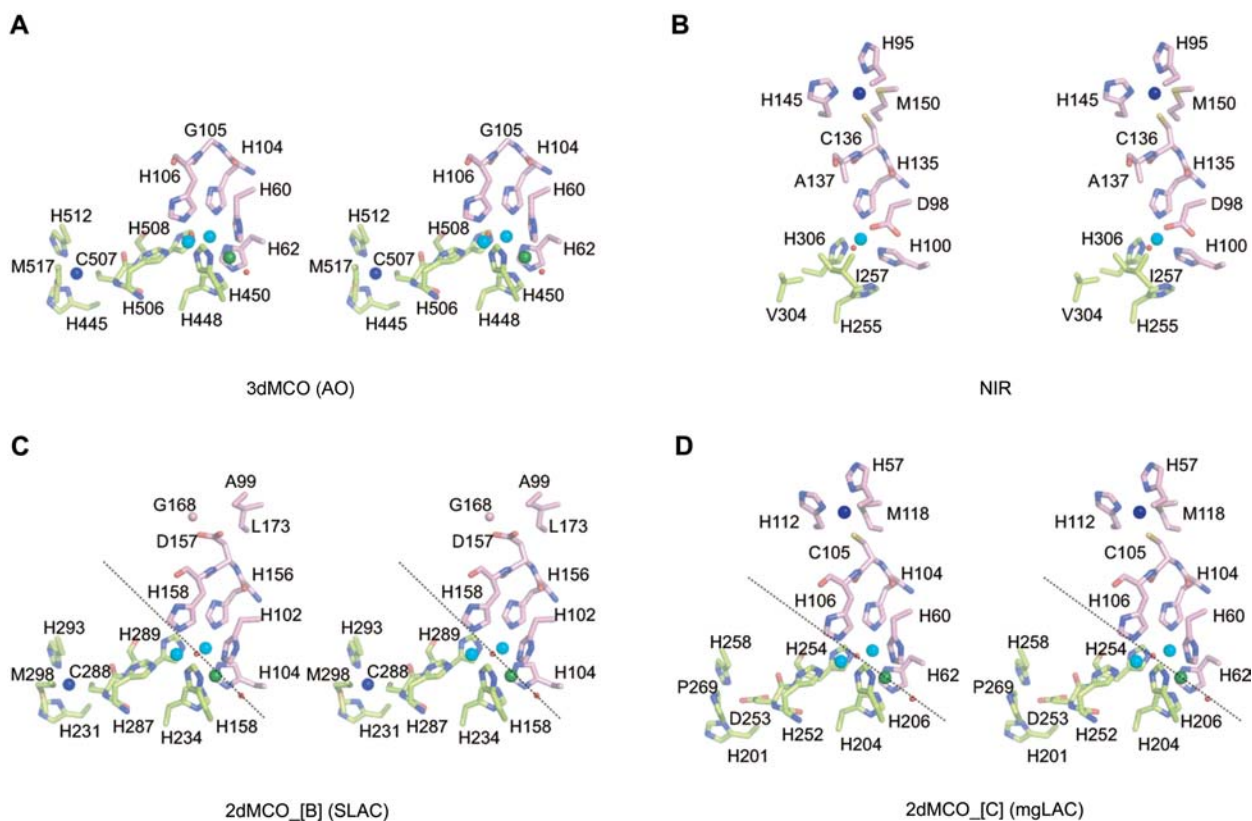 A
G105
H104
H106
H60
H512
H508
H62
M517
C507
H450
H445
H506
H448
G105
H104
H106
H60
H512
H508
H62
M517
C507
H450
H445
H506
H448
3dMCO (AO)
B
H95
H145
M150
C136
H135
A137
D98
H306
H100
I257
V304
H255
H95
H145
M150
C136
H135
A137
D98
H306
H100
I257
V304
H255
NIR
C
A99
G168
L173
D157
H156
H158
H102
H293
H289
H104
M298
C288
H231
H287
H234
H158
A99
G168
L173
D157
H156
H158
H102
H293
H289
H104
M298
C288
H231
H287
H234
H158
2dMCO_[B] (SLAC)
D
H57
H112
M118
C105
H104
H106
H60
H258
H254
H62
P269
D253
H206
H252
H204
H201
H57
H112
M118
C105
H104
H106
H60
H258
H254
H62
P269
D253
H206
H252
H204
H201
2dMCO_[C] (mgLAC)